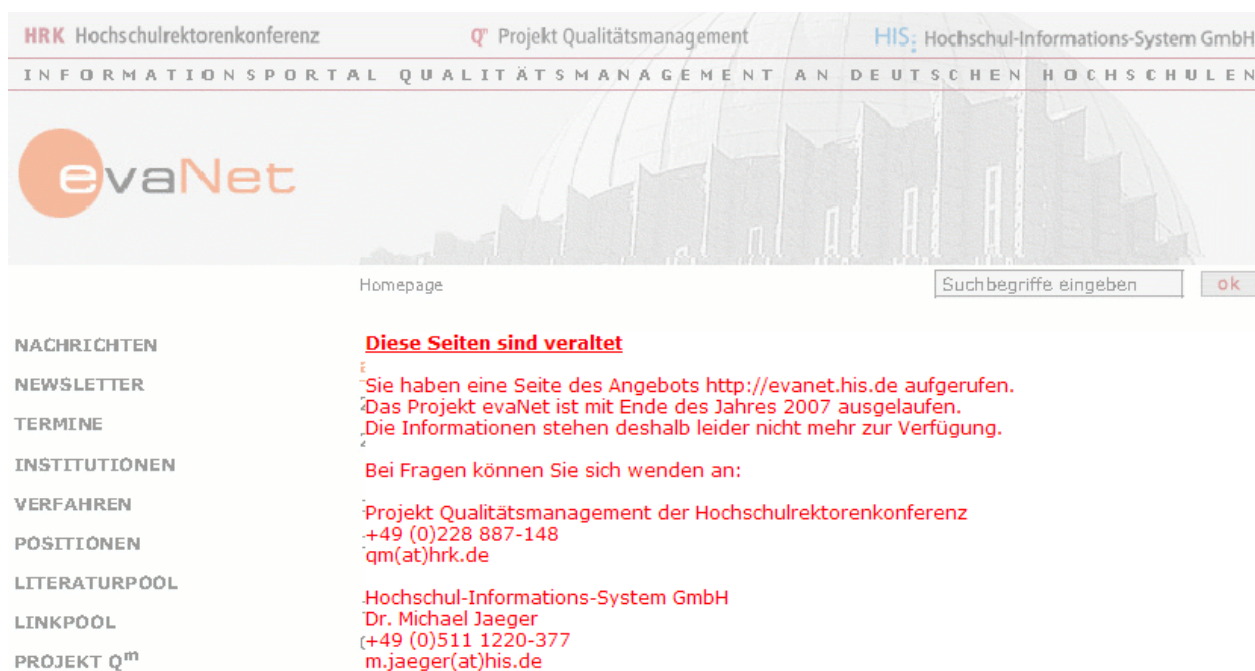 HRK Hochschulrektorenkonferenz
Qm Projekt Qualitätsmanagement
HIS; Hochschul-Informations-System GmbH
INFORMATIONSPORTAL QUALITÄTSMANAGEMENT AN DEUTSCHEN HOCHSCHULEN
evaNet
Homepage
Suchbegriffe eingeben
ok
NACHRICHTEN
NEWSLETTER
TERMINE
INSTITUTIONEN
VERFAHREN
POSITIONEN
LITERATURPOOL
LINKPOOL
PROJEKT Qm
Diese Seiten sind veraltet
Sie haben eine Seite des Angebots http://evanet.his.de aufgerufen.
Das Projekt evaNet ist mit Ende des Jahres 2007 ausgelaufen.
Die Informationen stehen deshalb leider nicht mehr zur Verfügung.
Bei Fragen können Sie sich wenden an:
Projekt Qualitätsmanagement der Hochschulrektorenkonferenz
+49 (0)228 887-148
qm(at)hrk.de
Hochschul-Informations-System GmbH
Dr. Michael Jaeger
+49 (0)511 1220-377
m.jaeger(at)his.de